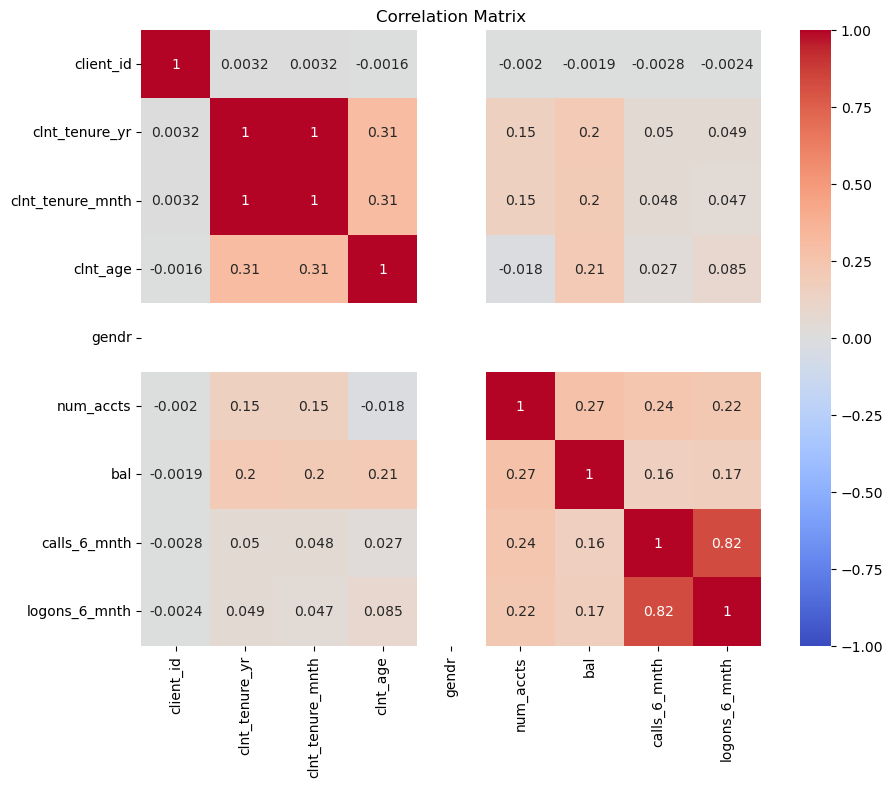 Correlation Matrix
client_id 1 0.0032 0.0032 -0.0016 -0.002 -0.0019 -0.0028 -0.0024
clnt_tenure_yr 0.0032 1 1 0.31 0.15 0.2 0.05 0.049
clnt_tenure_mnth 0.0032 1 1 0.31 0.15 0.2 0.048 0.047
clnt_age -0.0016 0.31 0.31 1 -0.018 0.21 0.027 0.085
gendr
num_accts -0.002 0.15 0.15 -0.018 1 0.27 0.24 0.22
bal -0.0019 0.2 0.2 0.21 0.27 1 0.16 0.17
calls_6_mnth -0.0028 0.05 0.048 0.027 0.24 0.16 1 0.82
logons_6_mnth -0.0024 0.049 0.047 0.085 0.22 0.17 0.82 1
client_id
clnt_tenure_yr
clnt_tenure_mnth
clnt_age
gendr
num_accts
bal
calls_6_mnth
logons_6_mnth
1.00
0.75
0.50
0.25
0.00
−0.25
−0.50
−0.75
−1.00